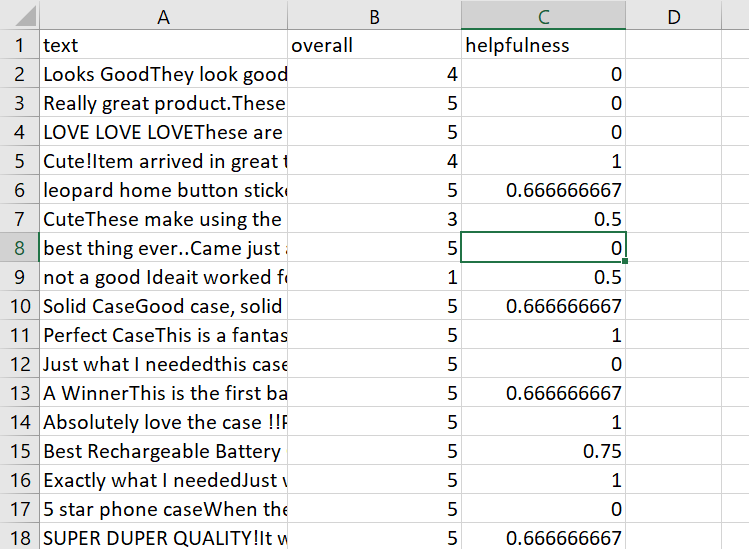 A B C D
1 text overall helpfulness
2 Looks GoodThey look good 4 0
3 Really great product.These 5 0
4 LOVE LOVE LOVEThese are 5 0
5 Cute!Item arrived in great 4 1
6 leopard home button 5 0.666666667
7 CuteThese make using the 3 0.5
8 best thing ever..Came just 5 0
9 not a good Ideait worked 1 0.5
10 Solid CaseGood case, solid 5 0.666666667
11 Perfect CaseThis is a 5 1
12 Just what I neededthis case 5 0
13 A WinnerThis is the first 5 0.666666667
14 Absolutely love the case 5 1
15 Best Rechargeable Battery 5 0.75
16 Exactly what I neededJust 5 1
17 5 star phone caseWhen 5 0
18 SUPER DUPER QUALITY!It 5 0.666666667